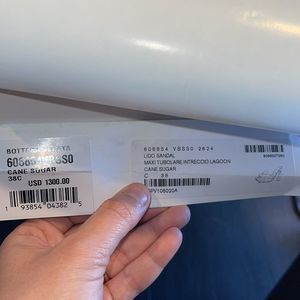 BOTTEGA VENETA
608854VBSS0
CANE SUGAR
38C
USD 1300.00
1 93854 04382 5
608854 VBSS0 2624
LIDO SANDAL
MAXI TUBOLARE INTRECCIO LAGOON
CANE SUGAR
C 38